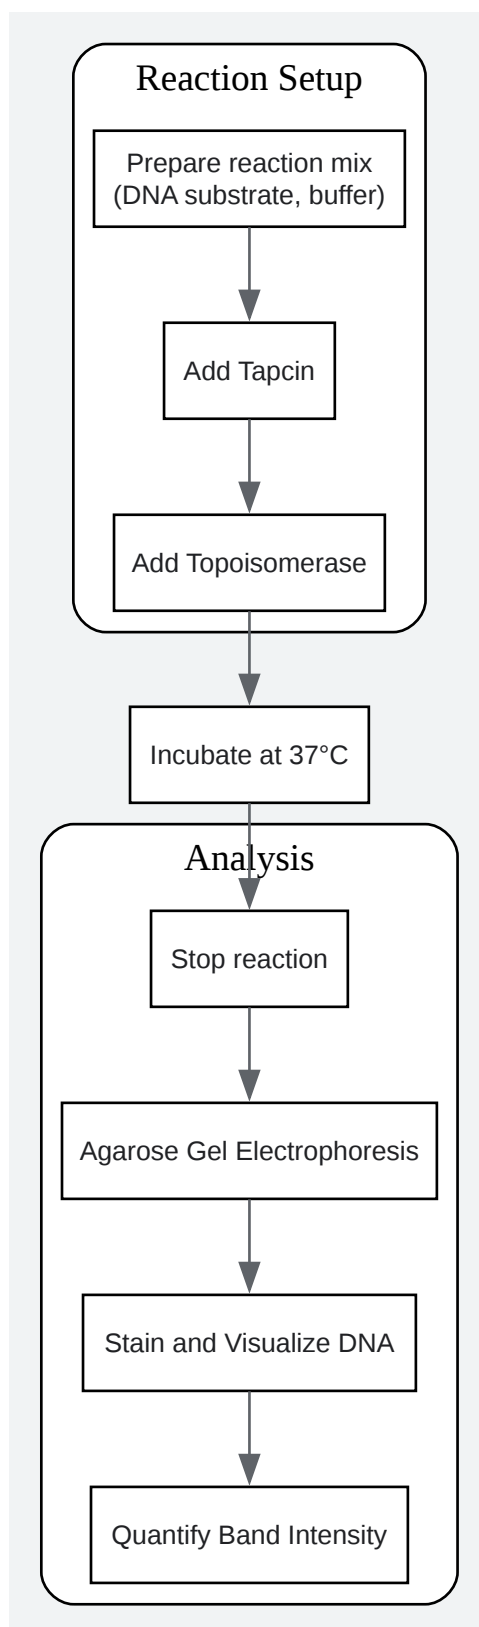 Reaction Setup
Prepare reaction mix
(DNA substrate, buffer)
Add Tapcin
Add Topoisomerase
Incubate at 37°C
Analysis
Stop reaction
Agarose Gel Electrophoresis
Stain and Visualize DNA
Quantify Band Intensity